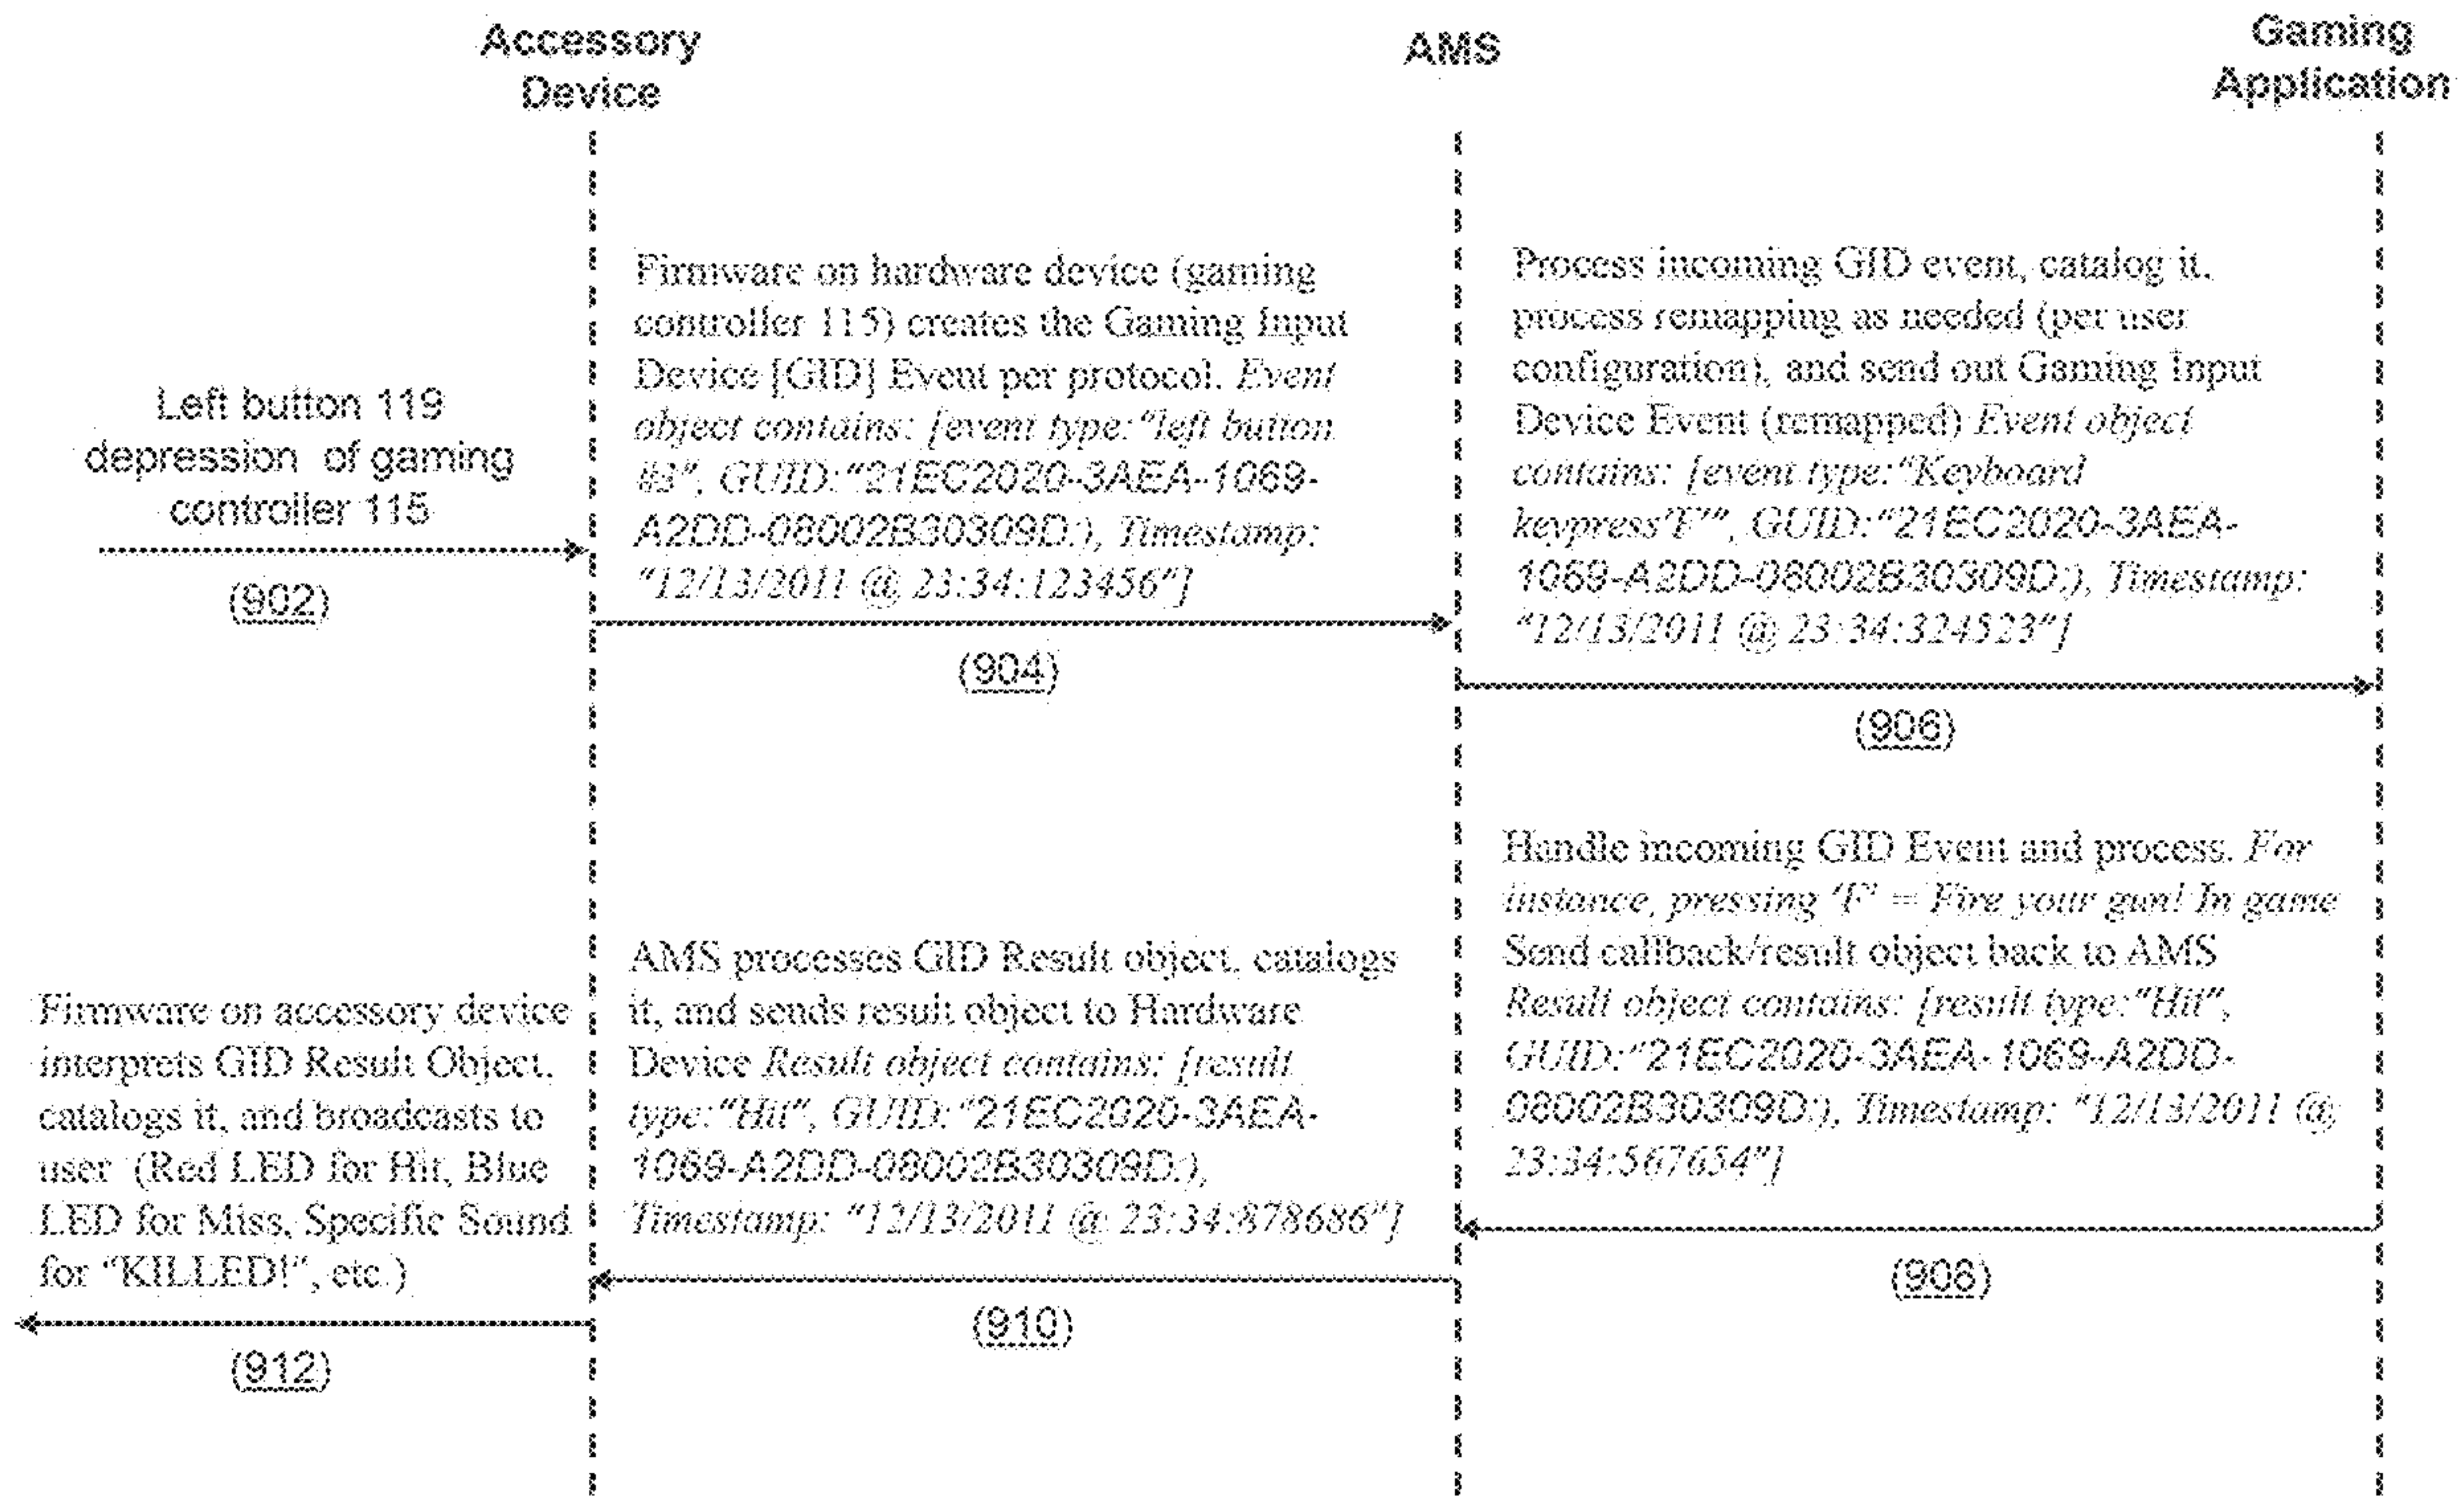 Accessory
Device
AMS
Gaming
Application
Left button 119
depression of gaming
controller 115
(902)
Firmware on hardware device (gaming
controller 115) creates the Gaming Input
Device [GID] Event per protocol. Event
object contains: [event type:"left button
#3", GUID:"21EC2020-3AEA-1069-
A2DD-08002B30309D:), Timestamp:
"12/13/2011 @ 23:34:123456"]
(904)
Process incoming GID event, catalog it,
process remapping as needed (per user
configuration), and send out Gaming Input
Device Event (remapped) Event object
contains: [event type:"Keyboard
keypress'F'", GUID:"21EC2020-3AEA-
1069-A2DD-08002B30309D:), Timestamp:
"12/13/2011 @ 23:34:324523"]
(906)
Handle incoming GID Event and process. For
instance, pressing 'F' = Fire your gun! In game
Send callback/result object back to AMS
Result object contains: [result type:"Hit",
GUID:"21EC2020-3AEA-1069-A2DD-
08002B30309D:), Timestamp: "12/13/2011 @
23:34:567654"]
(908)
AMS processes GID Result object, catalogs
it, and sends result object to Hardware
Device Result object contains: [result
type:"Hit", GUID:"21EC2020-3AEA-
1069-A2DD-08002B30309D:),
Timestamp: "12/13/2011 @ 23:34:878686"]
(910)
Firmware on accessory device
interprets GID Result Object,
catalogs it, and broadcasts to
user (Red LED for Hit, Blue
LED for Miss, Specific Sound
for "KILLED!", etc.)
(912)